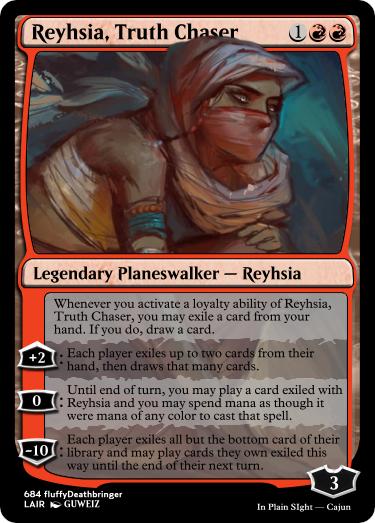 Reyhsia, Truth Chaser 1
Legendary Planeswalker — Reyhsia
Whenever you activate a loyalty ability of Reyhsia,
Truth Chaser, you may exile a card from your
hand. If you do, draw a card.
+2: Each player exiles up to two cards from their
hand, then draws that many cards.
Until end of turn, you may play a card exiled with
0: Reyhsia and you may spend mana as though it
were mana of any color to cast that spell.
Each player exiles all but the bottom card of their
-10: library and may play cards they own exiled this
way until the end of their next turn.
3
684 fluffyDeathbringer
LAIR GUWEIZ
In Plain SIght — Cajun